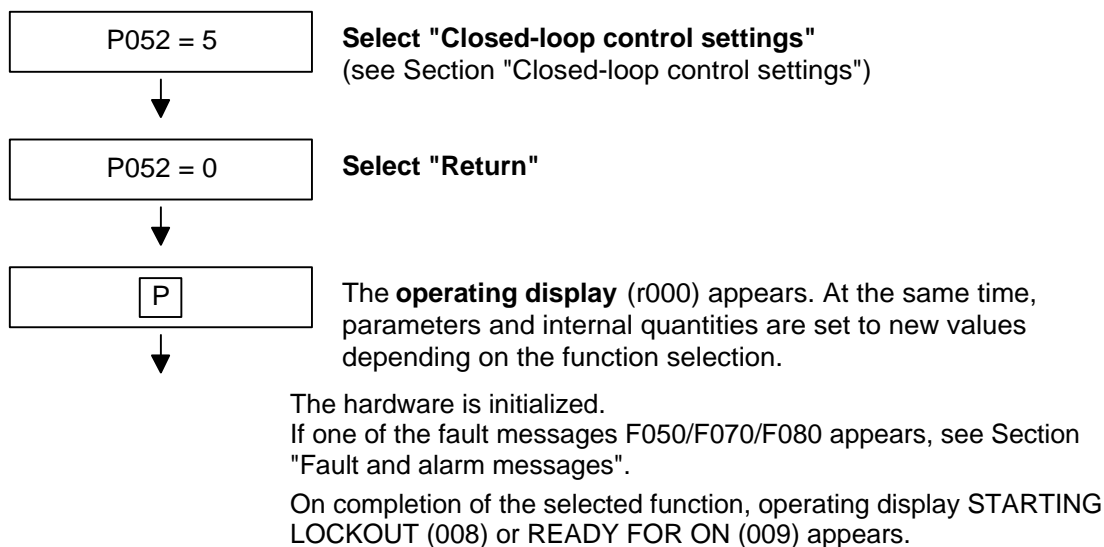 P052 = 5
Select "Closed-loop control settings"
(see Section "Closed-loop control settings")
P052 = 0
Select "Return"
P
The operating display (r000) appears. At the same time,
parameters and internal quantities are set to new values
depending on the function selection.
The hardware is initialized.
If one of the fault messages F050/F070/F080 appears, see Section
"Fault and alarm messages".
On completion of the selected function, operating display STARTING
LOCKOUT (008) or READY FOR ON (009) appears.